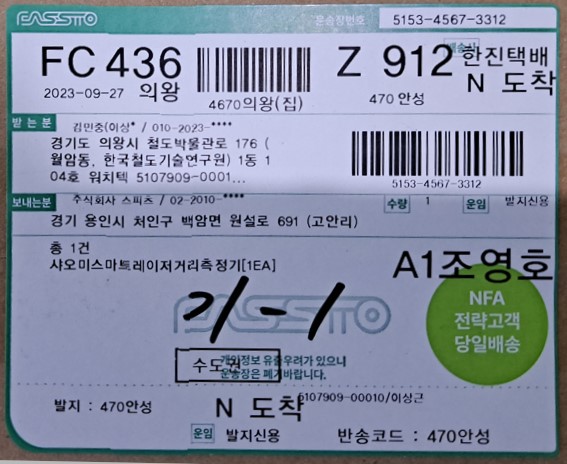 FASSTO 운송장번호 5153-4567-3312
FC 436 Z 912 배송사 한진택배
2023-09-27 의왕 4670의왕(집) 470 안성 N 도착
받는분 김민중(이상* / 010-2023-****
경기도 의왕시 철도박물관로 176 (
월암동, 한국철도기술연구원) 1동 1
04호 워치텍 5107909-0001...
5153-4567-3312
보내는분 주식회사 스피츠 / 02-2010-**** 수량 1 운임 발지신용
경기 용인시 처인구 백암면 원설로 691 (고안리)
총 1건
샤오미스마트레이저거리측정기[1EA]
A1조영호
FASSTO
NFA
전략고객
당일배송
수도권
개인정보 유출우려가 있으니
운송장은 폐기바랍니다.
5107909-00010/이상근
발지 : 470안성 N 도착
운임 발지신용 반송코드 : 470안성